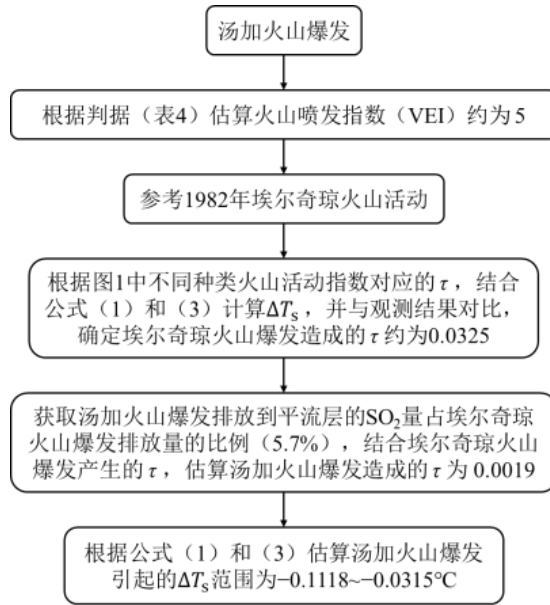 汤加火山爆发
根据判据（表4）估算火山喷发指数（VEI）约为5
参考1982年埃尔奇琼火山活动
根据图1中不同种类火山活动指数对应的τ，结合
公式（1）和（3）计算ΔTs，并与观测结果对比，
确定埃尔奇琼火山爆发造成的τ约为0.0325
获取汤加火山爆发排放到平流层的SO₂量占埃尔奇琼
火山爆发排放量的比例（5.7%），结合埃尔奇琼火山
爆发产生的τ，估算汤加火山爆发造成的τ为 0.0019
根据公式（1）和（3）估算汤加火山爆发
引起的ΔTs范围为−0.1118~−0.0315℃